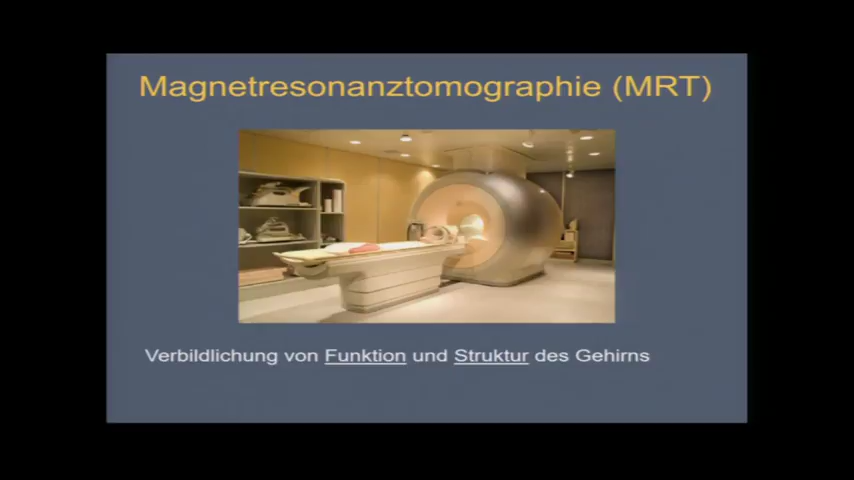 Magnetresonanztomographie (MRT)
Verbildlichung von Funktion und Struktur des Gehirns